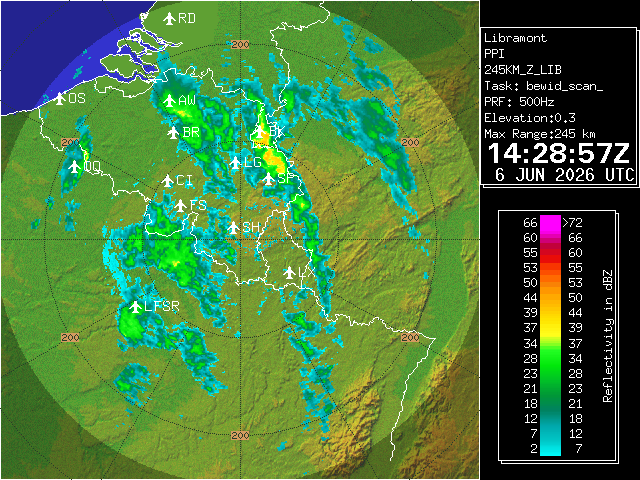 RD
200
OS
AW
BR
BK
200
QQ
LG
CI
SP
FS
SH
LX
LFSR
200
200
200
Libramont
PPI
245KM_Z_LIB
Task: bewid_scan_
PRF: 500Hz
Elevation:0.3
Max Range:245 km
14:28:57Z
6 JUN 2026 UTC
66 >72
60 66
55 60
53 55
50 53
44 50
39 44
37 39
34 37
28 34
23 28
21 23
18 21
12 18
7 12
2 7
Reflectivity in dBZ